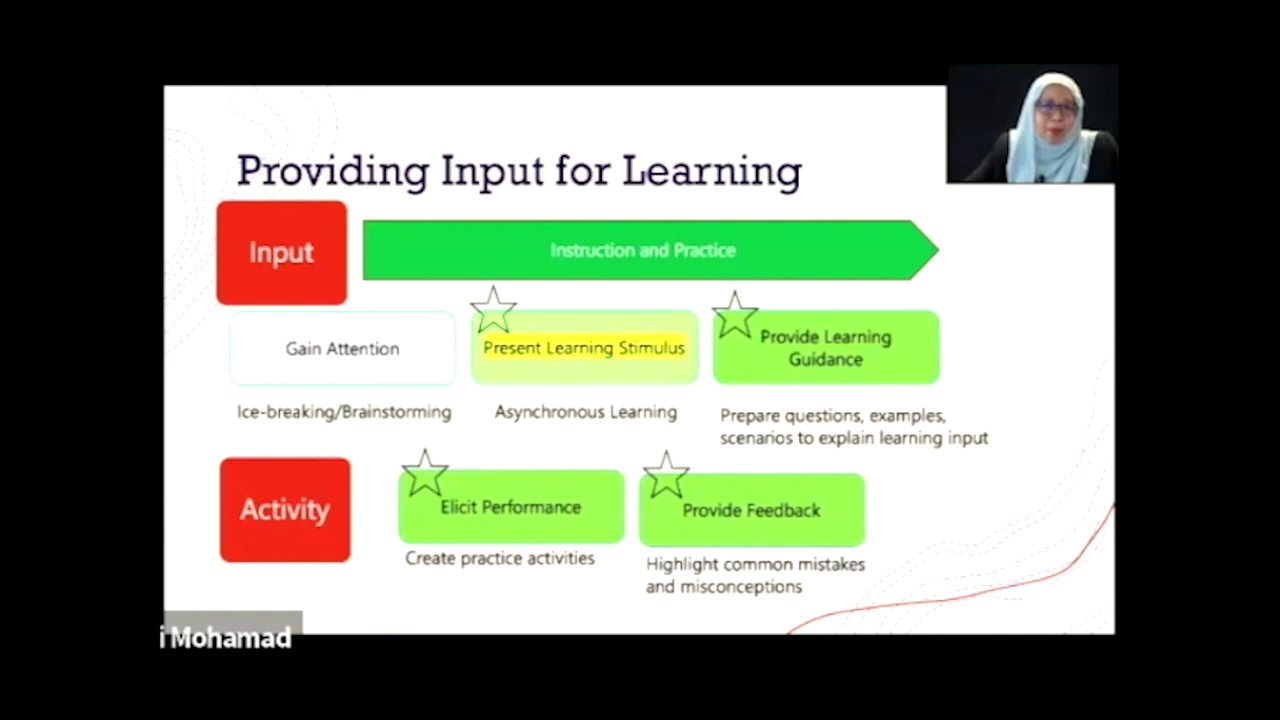 Providing Input for Learning
Input
Instruction and Practice
Gain Attention
Present Learning Stimulus
Provide Learning
Guidance
Ice-breaking/Brainstorming
Asynchronous Learning
Prepare questions, examples,
scenarios to explain learning input
Activity
Elicit Performance
Provide Feedback
Create practice activities
Highlight common mistakes
and misconceptions
i Mohamad